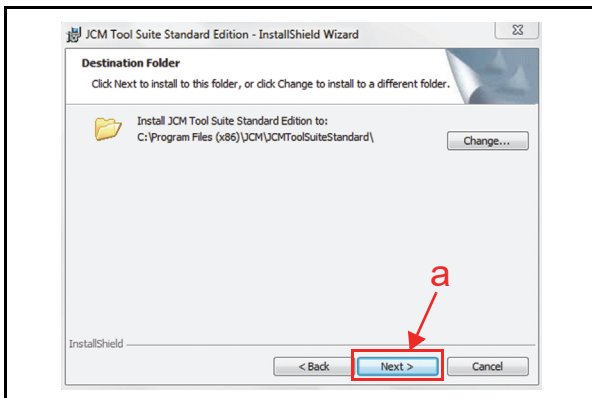 JCM Tool Suite Standard Edition - InstallShield Wizard
Destination Folder
Click Next to install to this folder, or click Change to install to a different folder.
Install JCM Tool Suite Standard Edition to:
C:\Program Files (x86)\JCM\JCMToolSuiteStandard\
Change...
a
InstallShield
< Back
Next >
Cancel